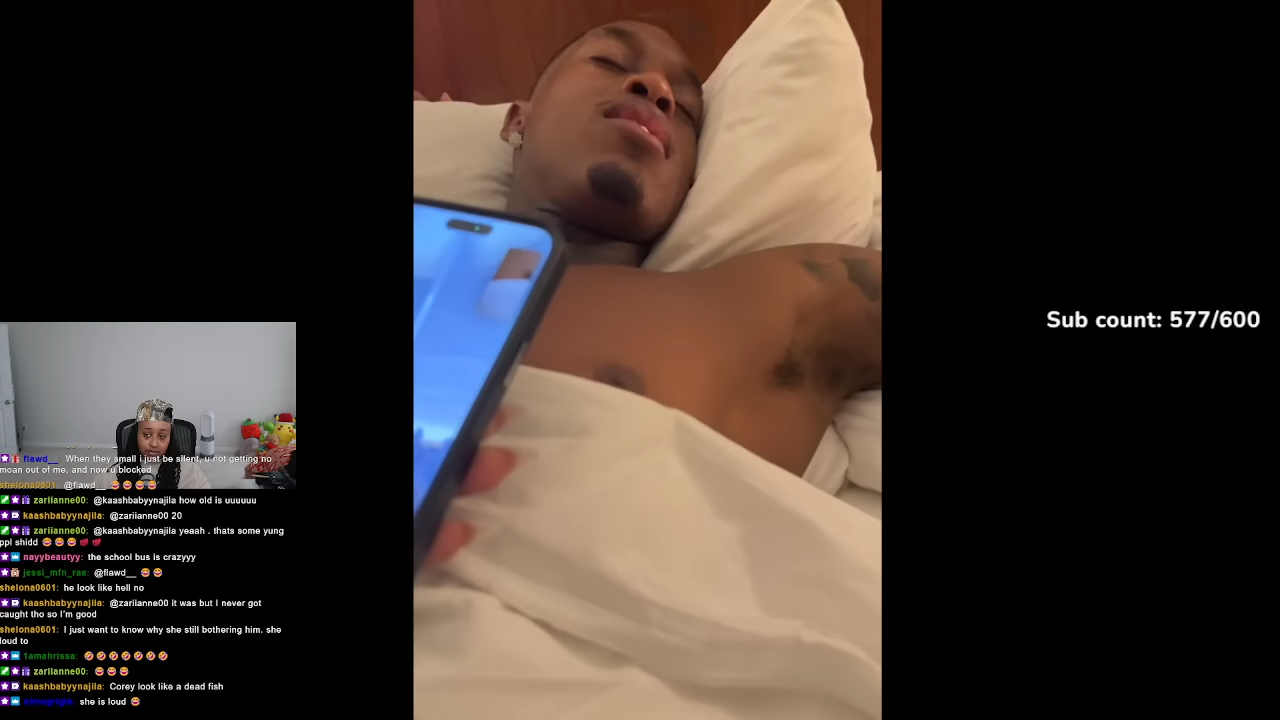 Sub count: 577/600
flawd__: When they small i just be silent, u not getting no
moan out of me, and now u blocked
shelona0601: @flawd__
zariianne00: @kaashbabyynajila how old is uuuuuu
kaashbabyynajila: @zariianne00 20
zariianne00: @kaashbabyynajila yeaah . thats some yung
ppl shidd
nayybeautyy: the school bus is crazyyy
jessi_mfn_rae: @flawd__
shelona0601: he look like hell no
kaashbabyynajila: @zariianne00 it was but I never got
caught tho so I'm good
shelona0601: I just want to know why she still bothering him. she
loud to
1amahrissa:
zariianne00:
kaashbabyynajila: Corey look like a dead fish
she is loud